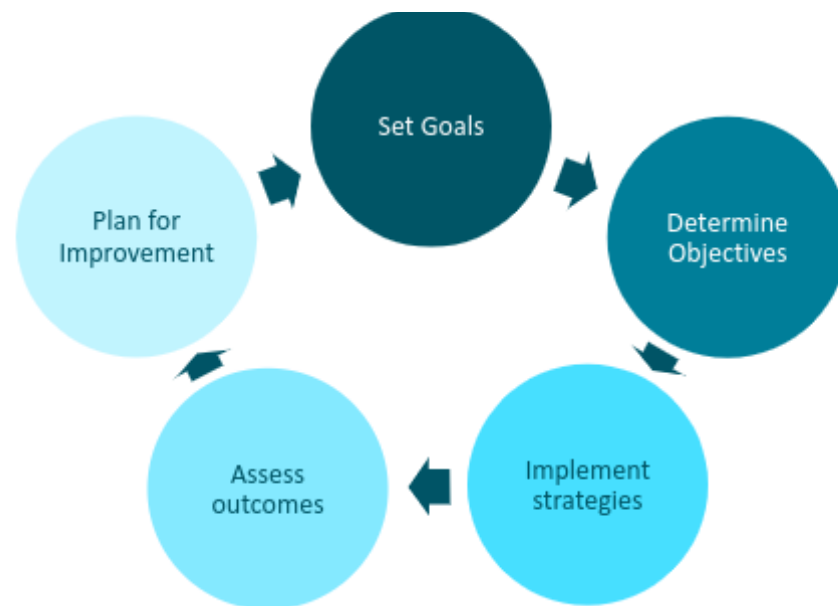 Set Goals
Determine
Objectives
Implement
strategies
Assess
outcomes
Plan for
Improvement